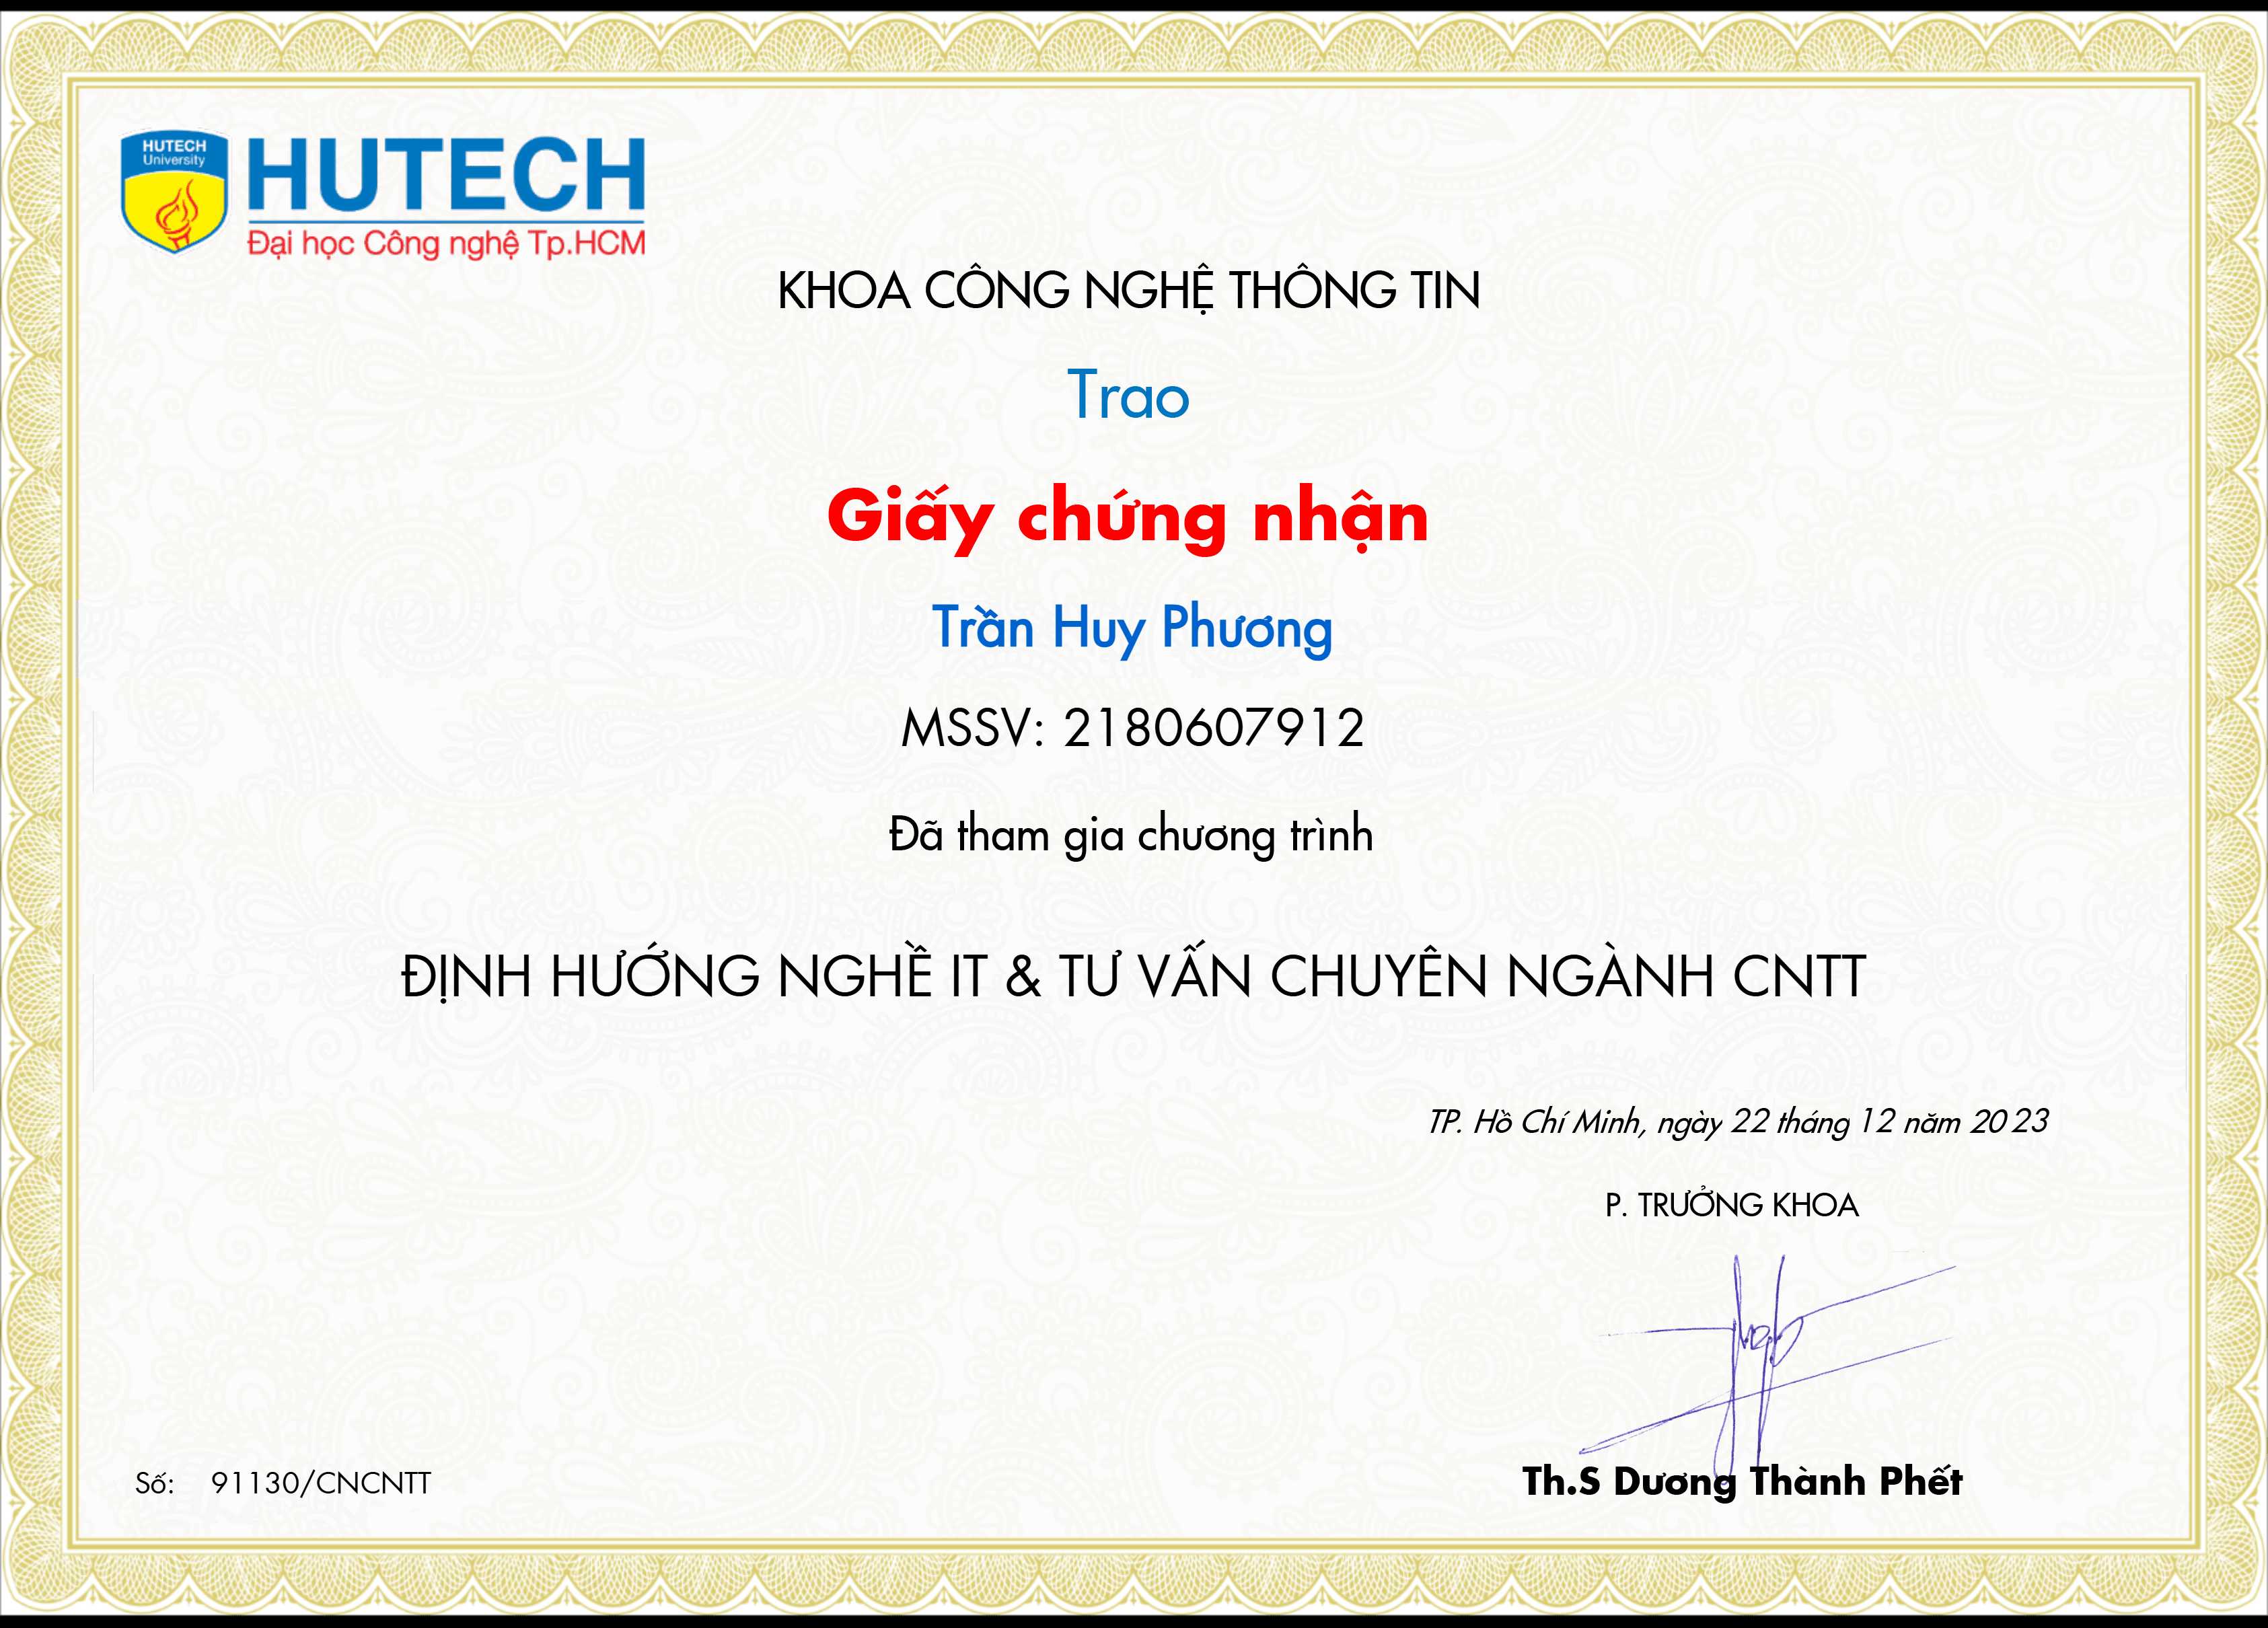 HUTECH
University
HUTECH
Đại học Công nghệ Tp.HCM
KHOA CÔNG NGHỆ THÔNG TIN
Trao
Giấy chứng nhận
Trần Huy Phương
MSSV: 2180607912
Đã tham gia chương trình
ĐỊNH HƯỚNG NGHỀ IT & TƯ VẤN CHUYÊN NGÀNH CNTT
TP. Hồ Chí Minh, ngày 22 tháng 12 năm 2023
P. TRƯỞNG KHOA
Th.S Dương Thành Phết
Số: 91130/CNCNTT